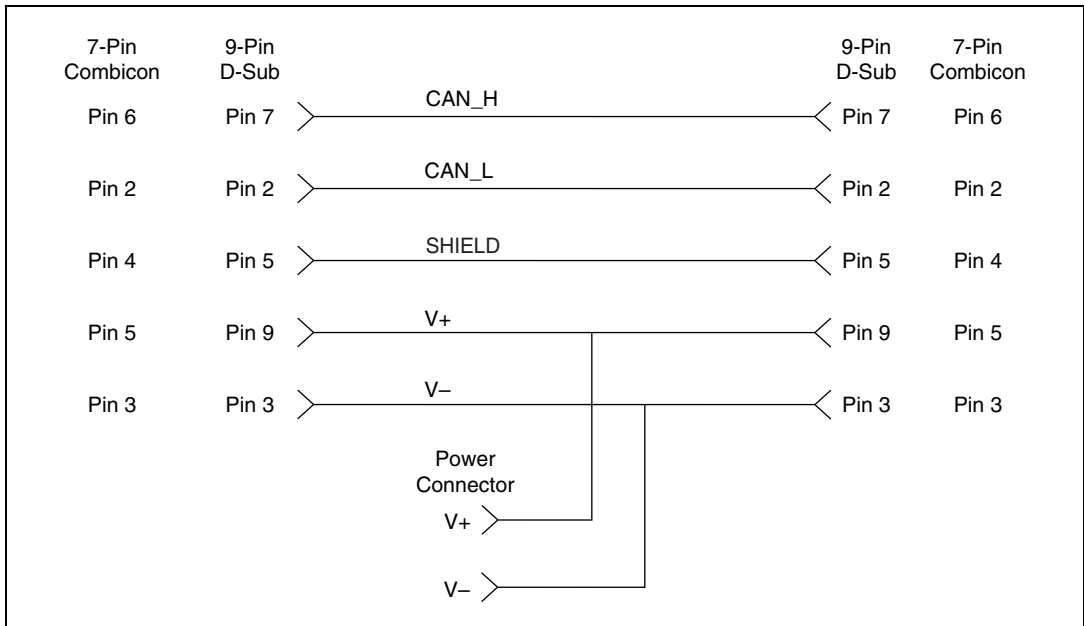 7-Pin Combicon 9-Pin D-Sub 9-Pin D-Sub 7-Pin Combicon
CAN_H
Pin 6 Pin 7 Pin 7 Pin 6
CAN_L
Pin 2 Pin 2 Pin 2 Pin 2
SHIELD
Pin 4 Pin 5 Pin 5 Pin 4
V+
Pin 5 Pin 9 Pin 9 Pin 5
V–
Pin 3 Pin 3 Pin 3 Pin 3
Power
Connector
V+
V–